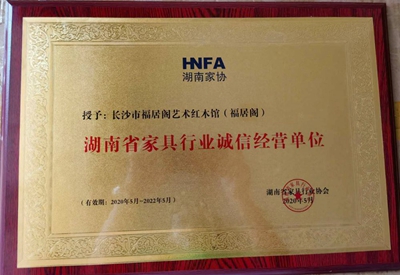 HNFA
湖南家协
授予：长沙市福居阁艺术红木馆（福居阁）
湖南省家具行业诚信经营单位
（有效期：2020年5月-2022年5月）
湖南省家具行业协会
2020年5月